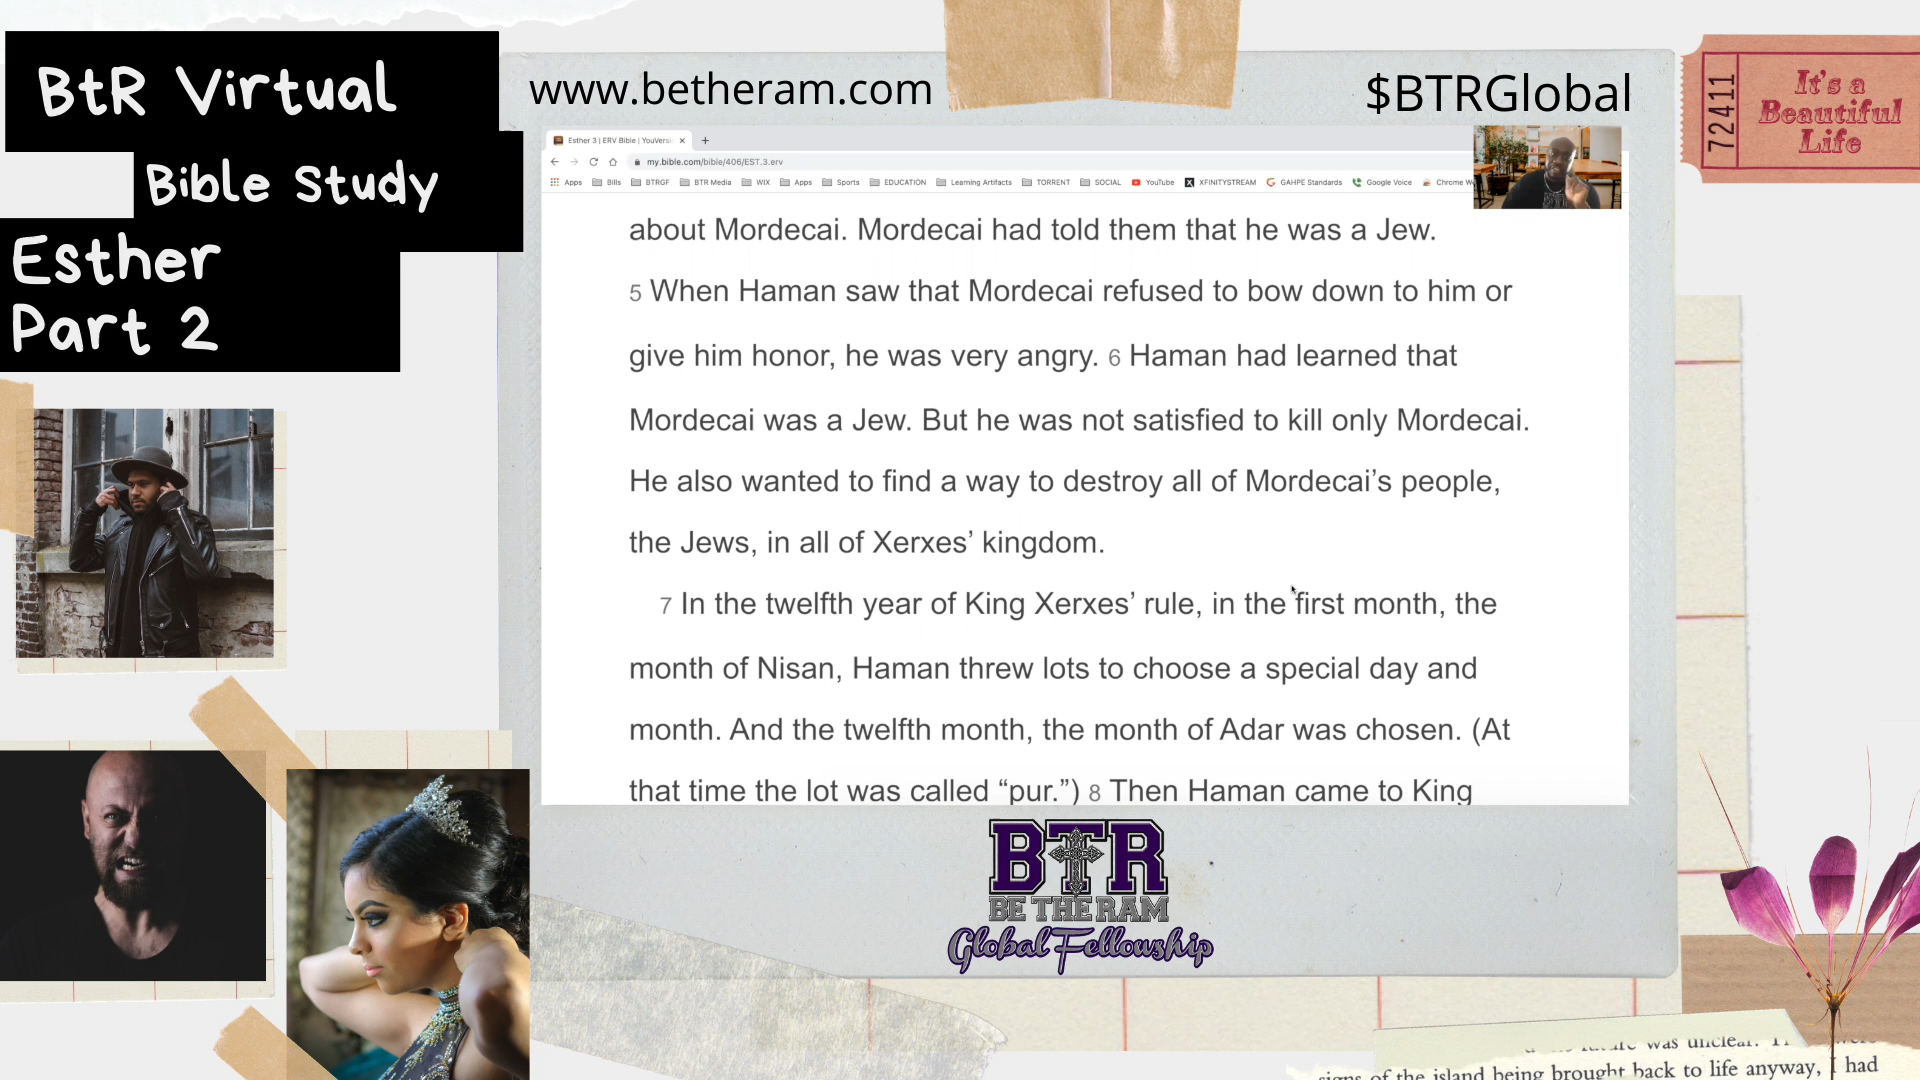 BtR Virtual
Bible Study
Esther
Part 2
www.betheram.com
$BTRGlobal
72411
It's a
Beautiful
Life
Esther 3 | ERV Bible | YouVersi
my.bible.com/bible/406/EST.3.erv
Apps Bills BTRGF BTR Media WIX Apps Sports EDUCATION Learning Artifacts TORRENT SOCIAL YouTube XFINITYSTREAM GAHPE Standards Google Voice Chrome W
about Mordecai. Mordecai had told them that he was a Jew.
5 When Haman saw that Mordecai refused to bow down to him or
give him honor, he was very angry. 6 Haman had learned that
Mordecai was a Jew. But he was not satisfied to kill only Mordecai.
He also wanted to find a way to destroy all of Mordecai’s people,
the Jews, in all of Xerxes’ kingdom.
7 In the twelfth year of King Xerxes’ rule, in the first month, the
month of Nisan, Haman threw lots to choose a special day and
month. And the twelfth month, the month of Adar was chosen. (At
that time the lot was called “pur.”) 8 Then Haman came to King
BTR
BE THE RAM
Global Fellowship
was unclear.
signs of the island being brought back to life anyway, I had